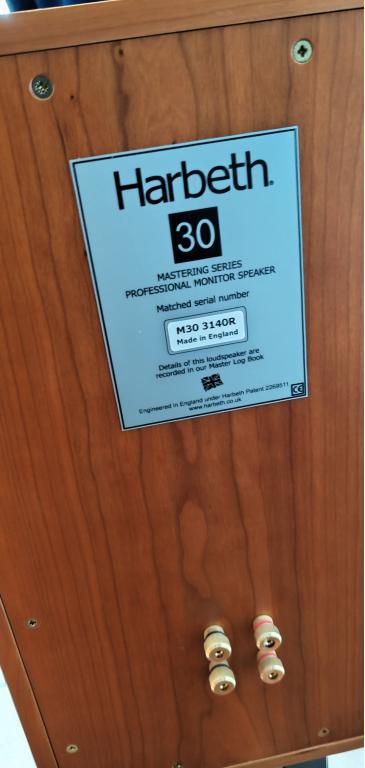 Harbeth®
30
MASTERING SERIES
PROFESSIONAL MONITOR SPEAKER
Matched serial number
M30 3140R
Made in England
Details of this loudspeaker are
recorded in our Master Log Book
Engineered in England under Harbeth Patent 2269511
www.harbeth.co.uk
CE